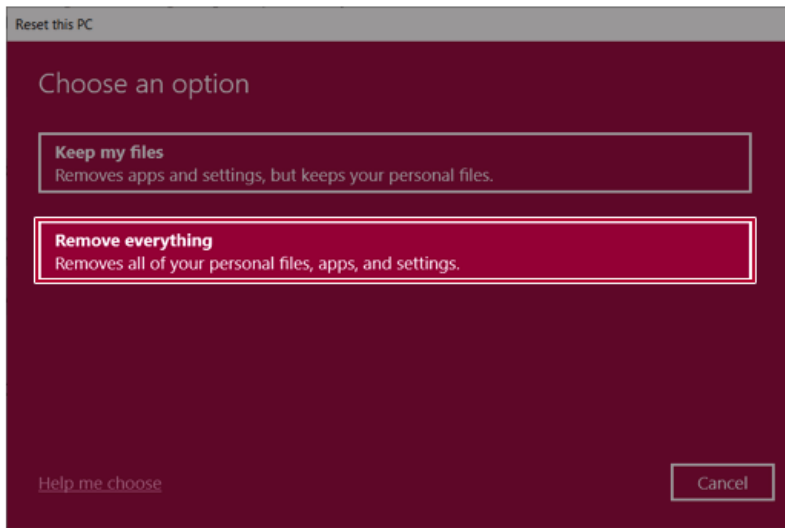 Reset this PC
Choose an option
Keep my files
Removes apps and settings, but keeps your personal files.
Remove everything
Removes all of your personal files, apps, and settings.
Help me choose
Cancel